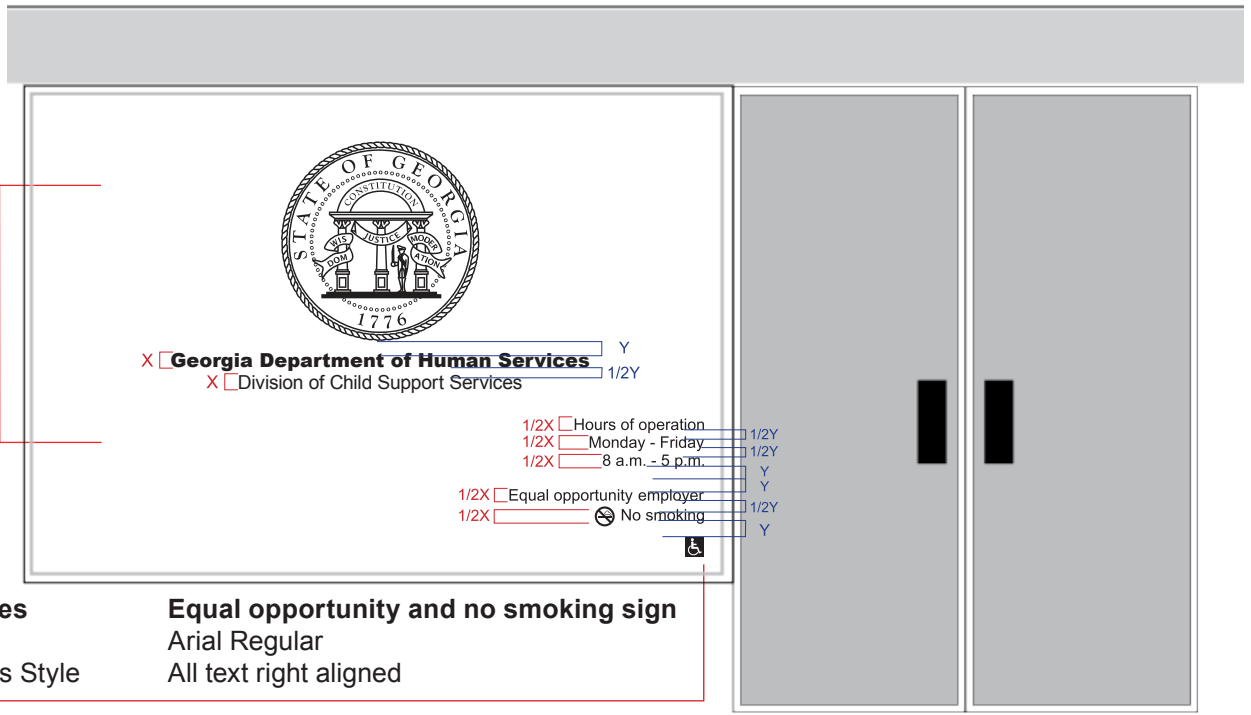 STATE OF GEORGIA
CONSTITUTION
WIS
DOM
JUSTICE
MODER
ATION
1776
Y
X Georgia Department of Human Services
1/2Y
X Division of Child Support Services
1/2X Hours of operation
1/2Y
1/2X Monday - Friday
1/2Y
1/2X 8 a.m. - 5 p.m.
Y
Y
1/2X Equal opportunity employer
1/2Y
1/2X No smoking
Y
es
Equal opportunity and no smoking sign
Arial Regular
s Style
All text right aligned